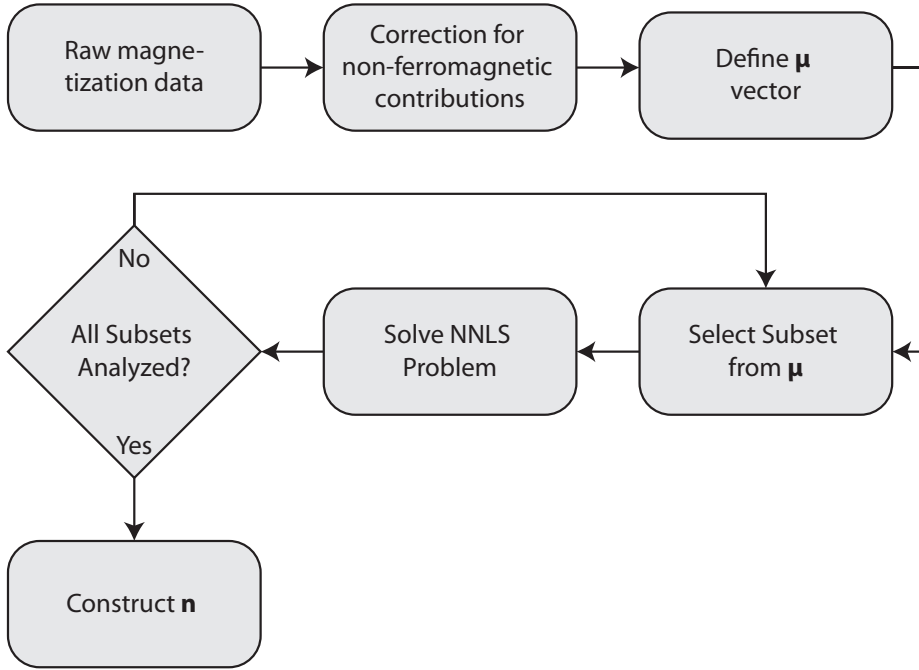 Raw magne-
tization data
Correction for
non-ferromagnetic
contributions
Define μ
vector
No
All Subsets
Analyzed?
Yes
Solve NNLS
Problem
Select Subset
from μ
Construct n